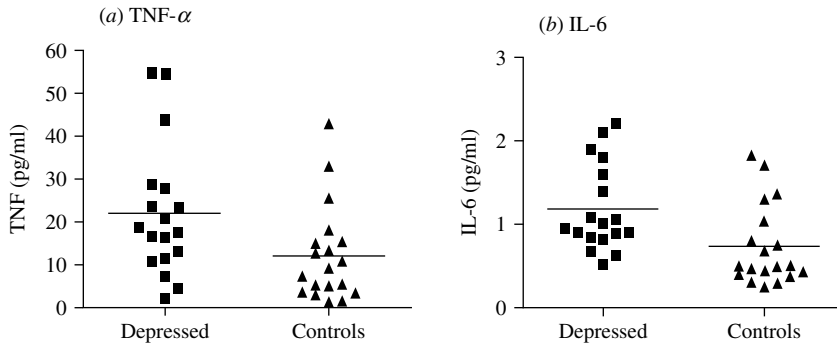 (a) TNF-α
TNF (pg/ml)
60
50
40
30
20
10
0
Depressed
Controls
(b) IL-6
IL-6 (pg/ml)
3
2
1
0
Depressed
Controls